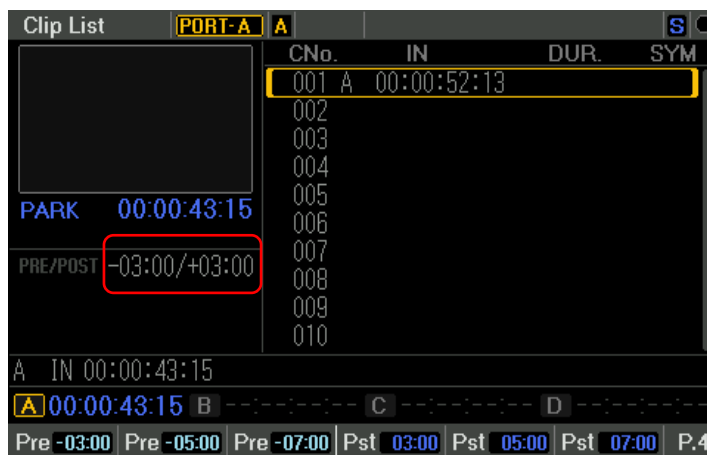 Clip List PORT-A A S
CNo. IN DUR. SYM
001 A 00:00:52:13
002
003
004
005
006
007
008
009
010
PARK 00:00:43:15
PRE/POST -03:00/+03:00
A IN 00:00:43:15
A 00:00:43:15 B --:--:--:-- C --:--:--:-- D --:--:--:--
Pre -03:00 Pre -05:00 Pre -07:00 Pst 03:00 Pst 05:00 Pst 07:00 P.4